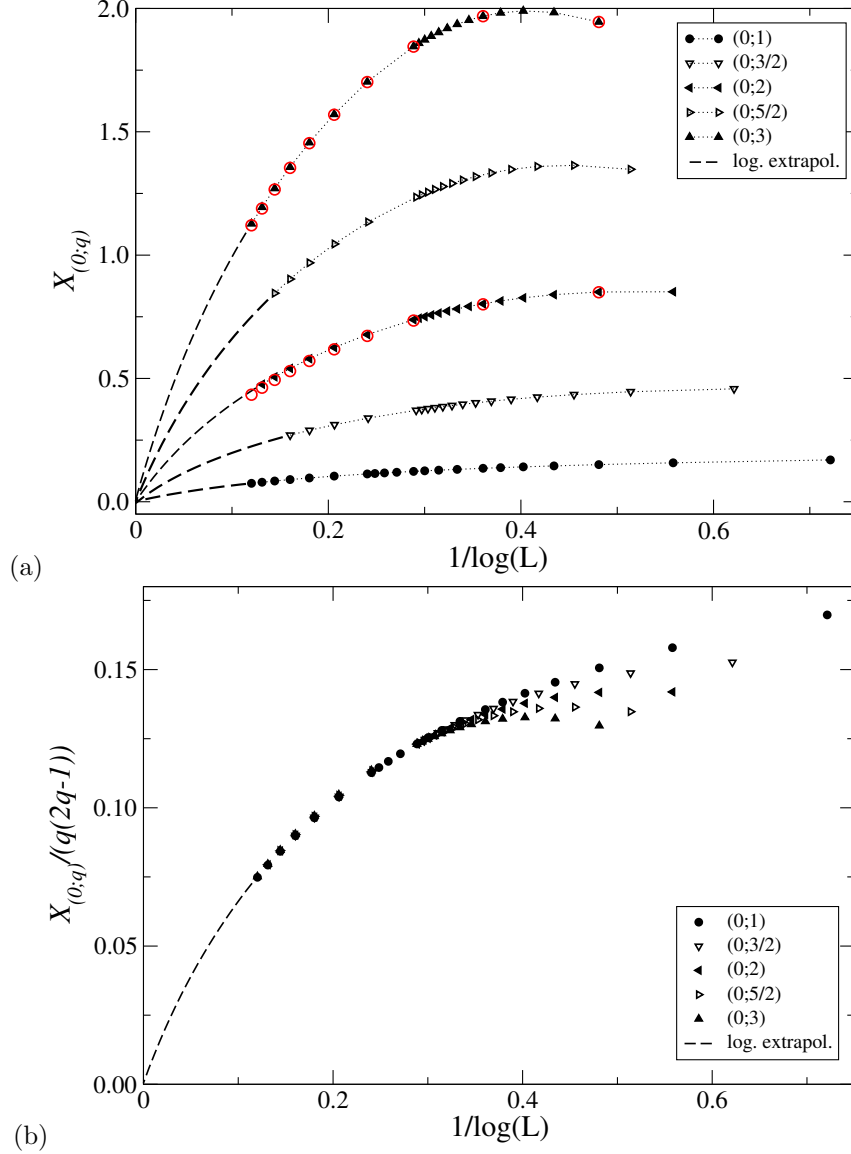 2.0
1.5
1.0
0.5
0.0
X(0;q)
(0;1)
(0;3/2)
(0;2)
(0;5/2)
(0;3)
log. extrapol.
0 0.2 0.4 0.6
1/log(L)
(a)
0.15
0.10
0.05
0.00
X(0;q)/(q(2q-1))
(0;1)
(0;3/2)
(0;2)
(0;5/2)
(0;3)
log. extrapol.
0 0.2 0.4 0.6
1/log(L)
(b)